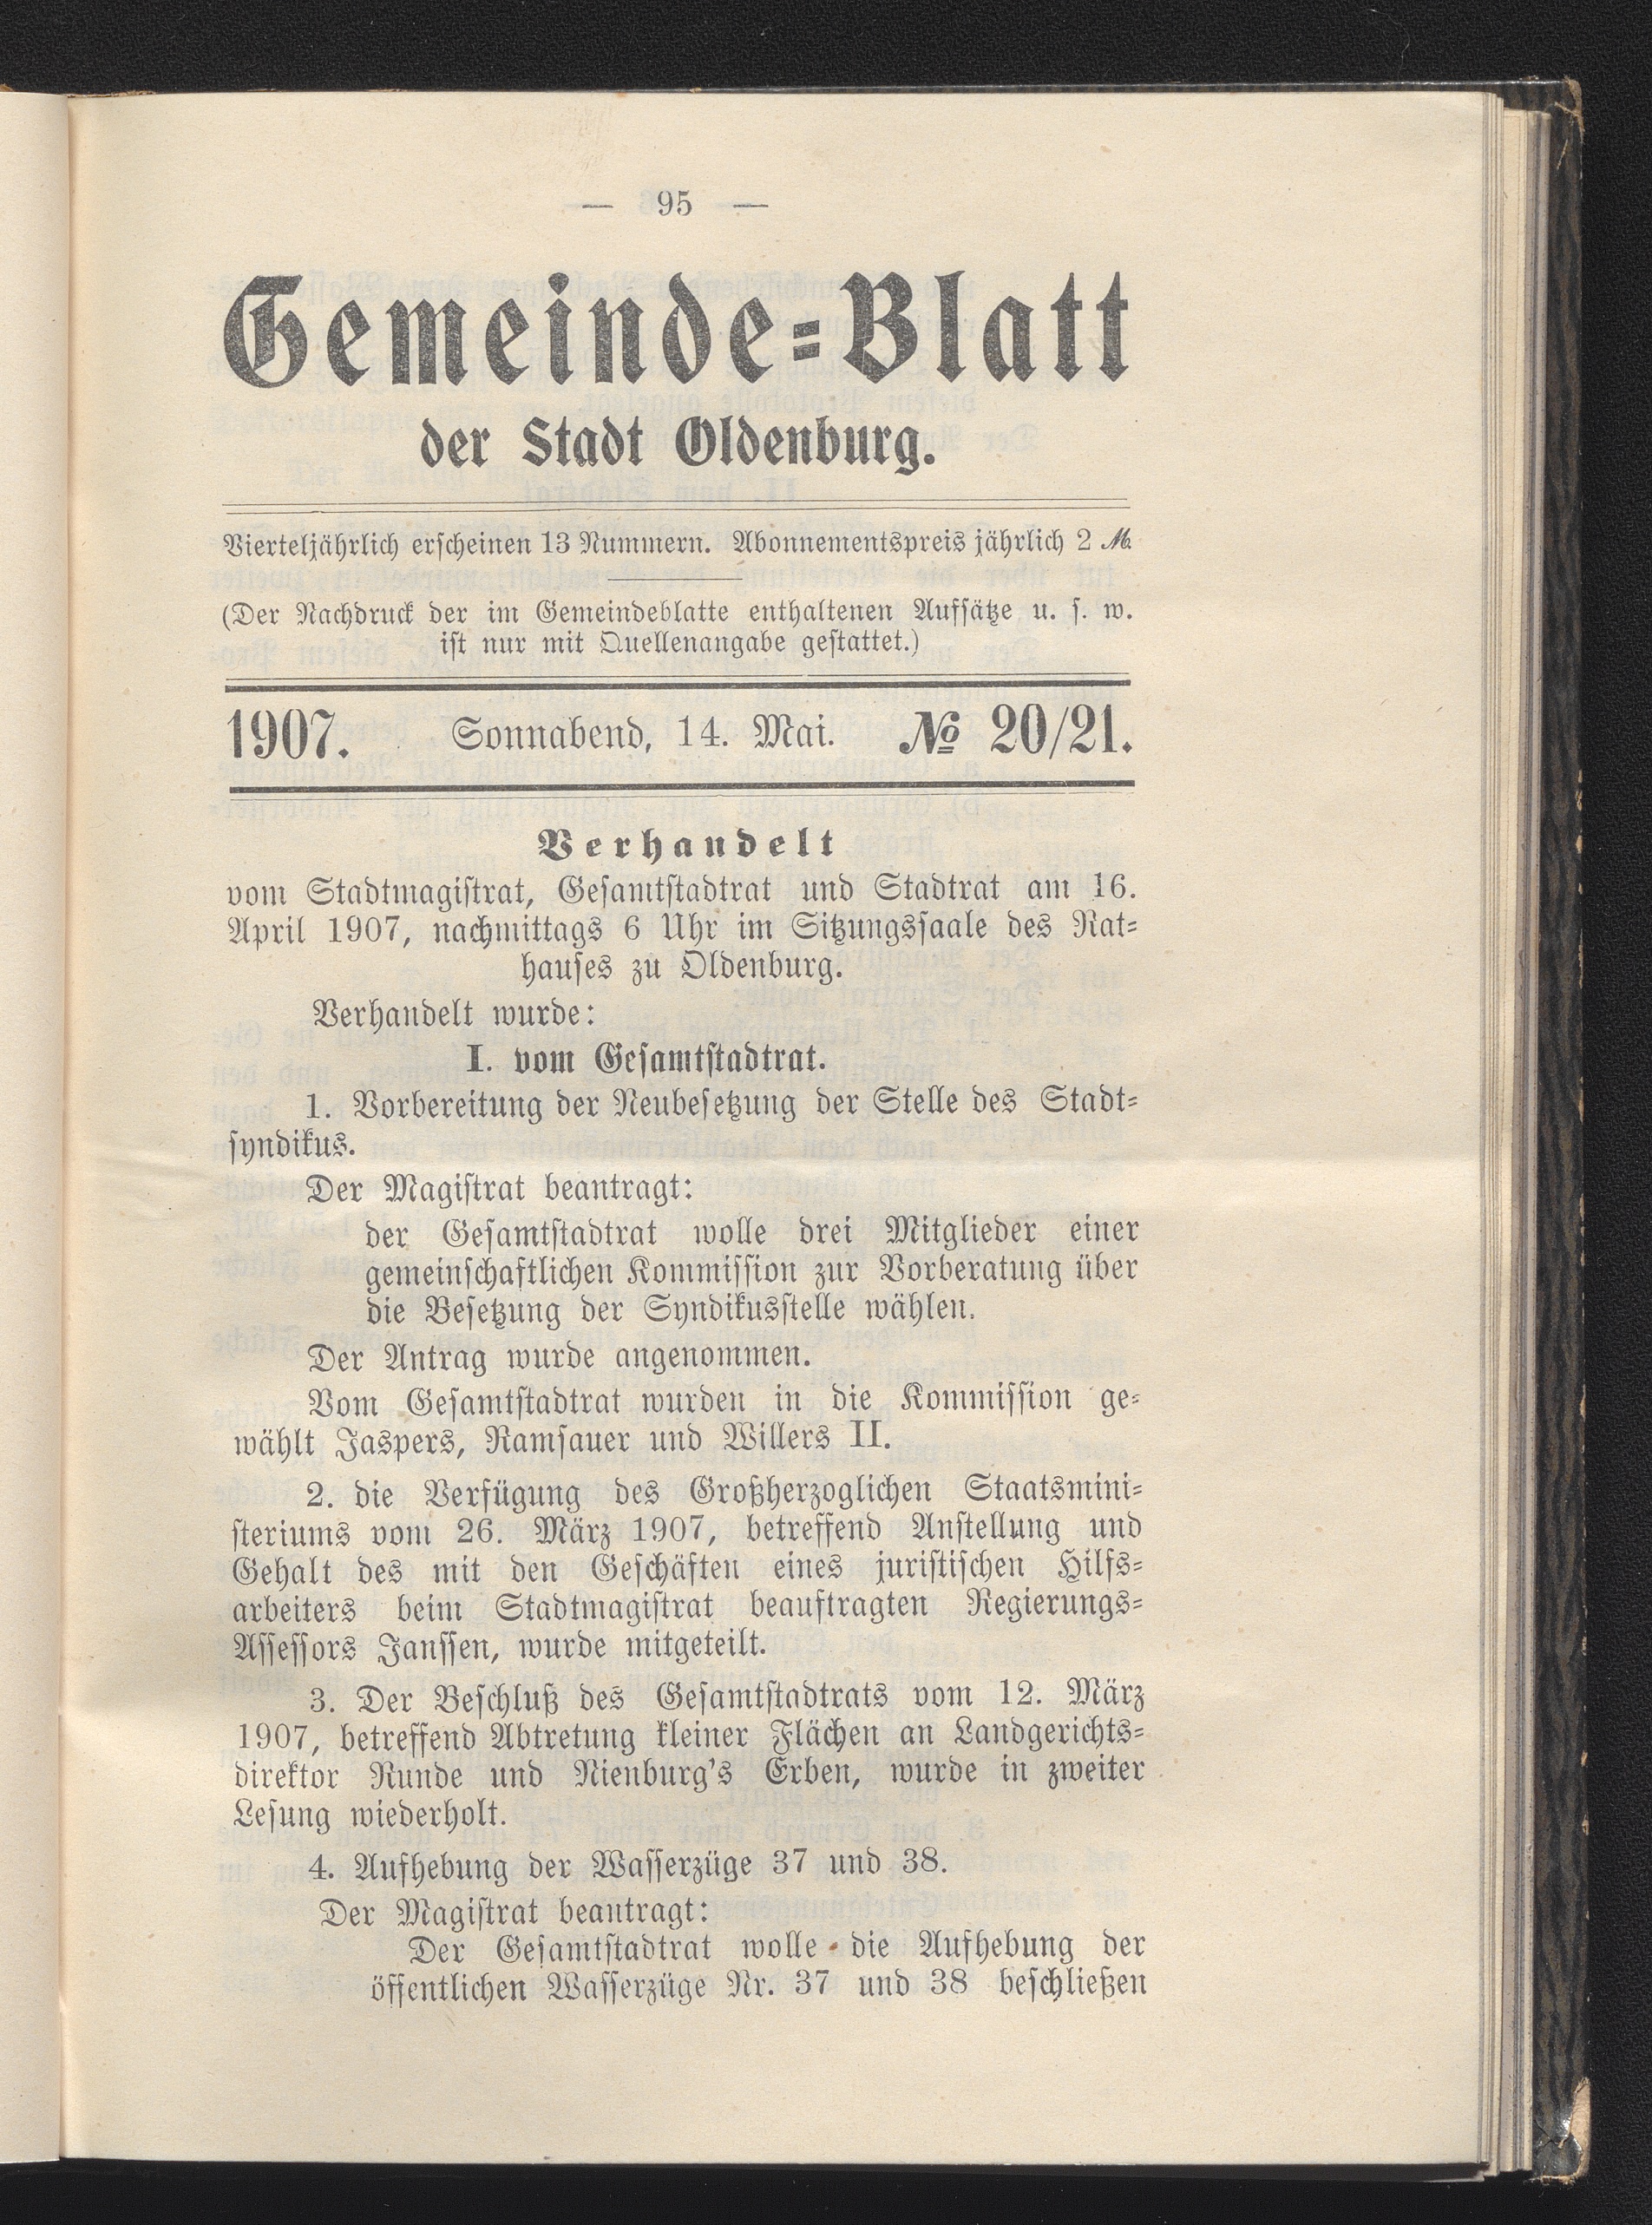 — 95 —
Gemeinde=Blatt
der Stadt Oldenburg.
Vierteljährlich erscheinen 13 Nummern. Abonnementspreis jährlich 2 ℳ.
(Der Nachdruck der im Gemeindeblatte enthaltenen Aufsätze u. s. w.
ist nur mit Quellenangabe gestattet.)
1907. Sonnabend, 14. Mai. № 20/21.
Verhandelt
vom Stadtmagistrat, Gesamtstadtrat und Stadtrat am 16.
April 1907, nachmittags 6 Uhr im Sitzungssaale des Rat=
hauses zu Oldenburg.
Verhandelt wurde:
I. vom Gesamtstadtrat.
1. Vorbereitung der Neubesetzung der Stelle des Stadt=
syndikus.
Der Magistrat beantragt:
der Gesamtstadtrat wolle drei Mitglieder einer
gemeinschaftlichen Kommission zur Vorberatung über
die Besetzung der Syndikusstelle wählen.
Der Antrag wurde angenommen.
Vom Gesamtstadtrat wurden in die Kommission ge=
wählt Jaspers, Ramsauer und Willers II.
2. die Verfügung des Großherzoglichen Staatsmini=
steriums vom 26. März 1907, betreffend Anstellung und
Gehalt des mit den Geschäften eines juristischen Hilfs=
arbeiters beim Stadtmagistrat beauftragten Regierungs=
Assessors Janssen, wurde mitgeteilt.
3. Der Beschluß des Gesamtstadtrats vom 12. März
1907, betreffend Abtretung kleiner Flächen an Landgerichts=
direktor Runde und Nienburg's Erben, wurde in zweiter
Lesung wiederholt.
4. Aufhebung der Wasserzüge 37 und 38.
Der Magistrat beantragt:
Der Gesamtstadtrat wolle die Aufhebung der
öffentlichen Wasserzüge Nr. 37 und 38 beschließen